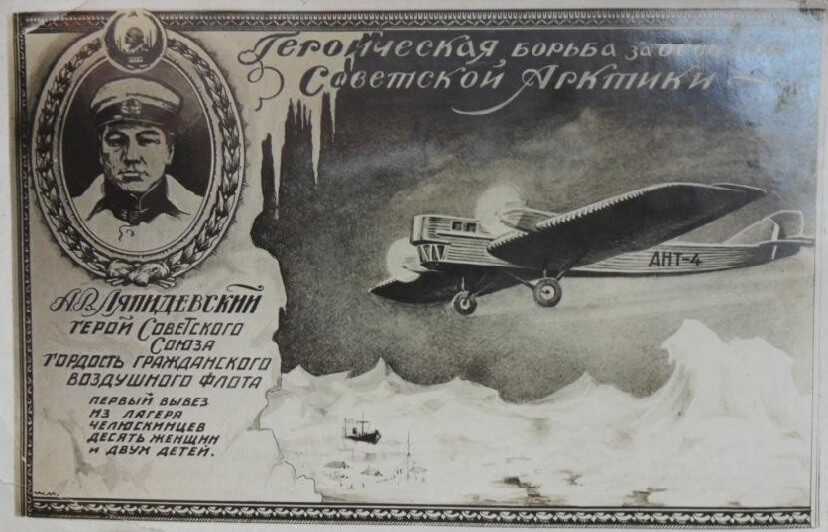 Героическая борьба за
Советской Арктики
А.В. Ляпидевский
герой Советского
Союза
гордость гражданского
воздушного флота
первый вывез
из лагеря
челюскинцев
десять женщин
и двум детей.
АНТ-4